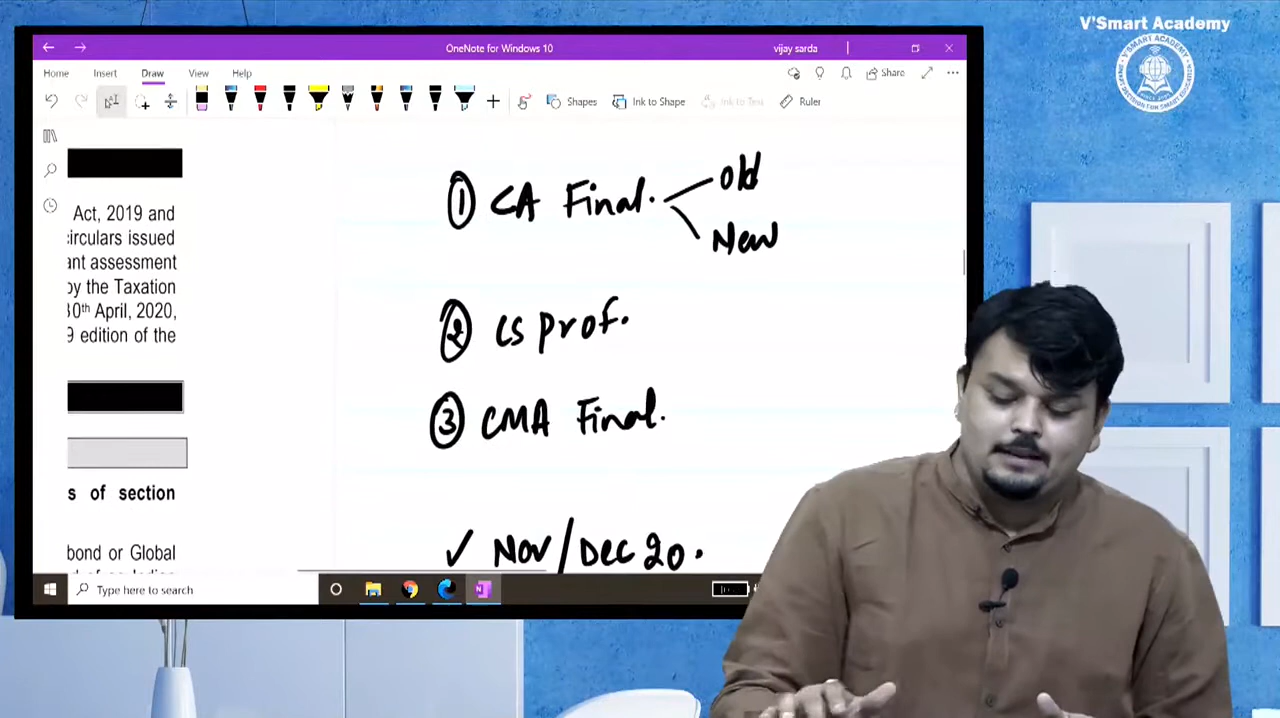 V'Smart Academy
OneNote for Windows 10
vijay sarda
Home Insert Draw View Help
Share
Shapes Ink to Shape Ink to Text Ruler
Act, 2019 and
circulars issued
ant assessment
by the Taxation
30th April, 2020,
9 edition of the
s of section
bond or Global
① CA Final. Old
New
② CS prof.
③ CMA Final.
✓ Nov/Dec 20.
Type here to search